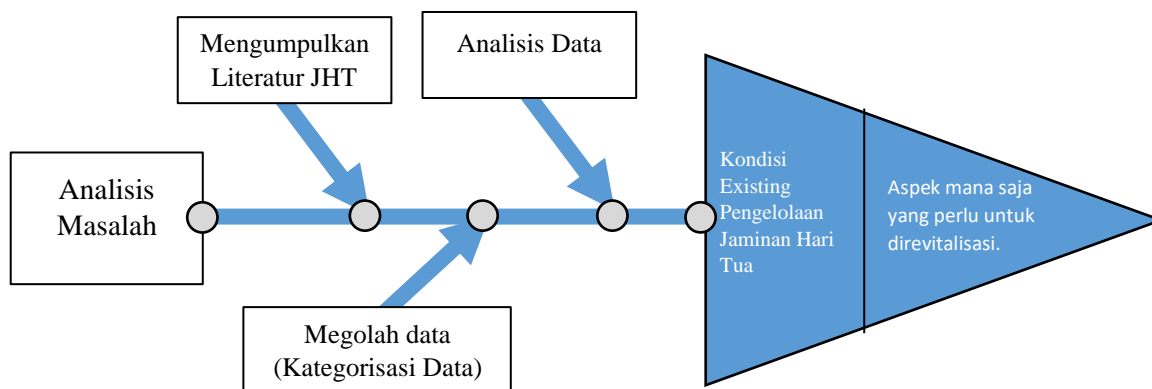 Mengumpulkan
Literatur JHT
Analisis Data
Analisis
Masalah
Megolah data
(Kategorisasi Data)
Kondisi
Existing
Pengelolaan
Jaminan Hari
Tua
Aspek mana saja
yang perlu untuk
direvitalisasi.